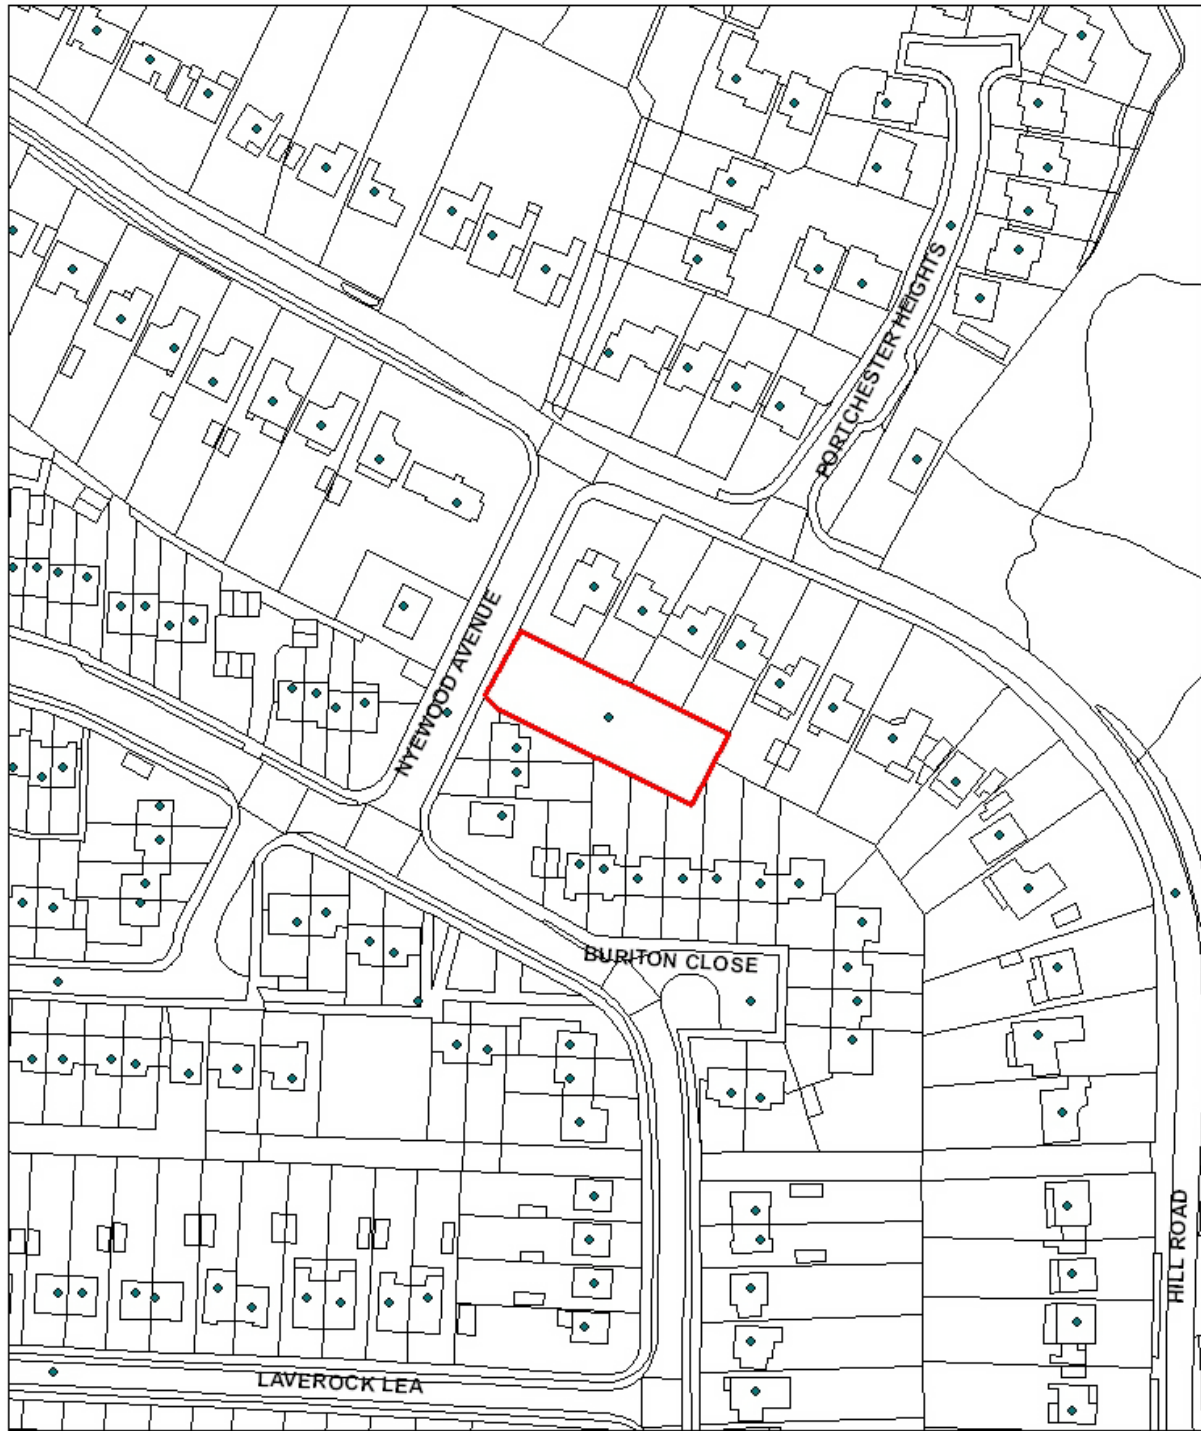 PORTCHESTER HEIGHTS
NYEWOOD AVENUE
BURITON CLOSE
HILL ROAD
LAVEROCK LEA